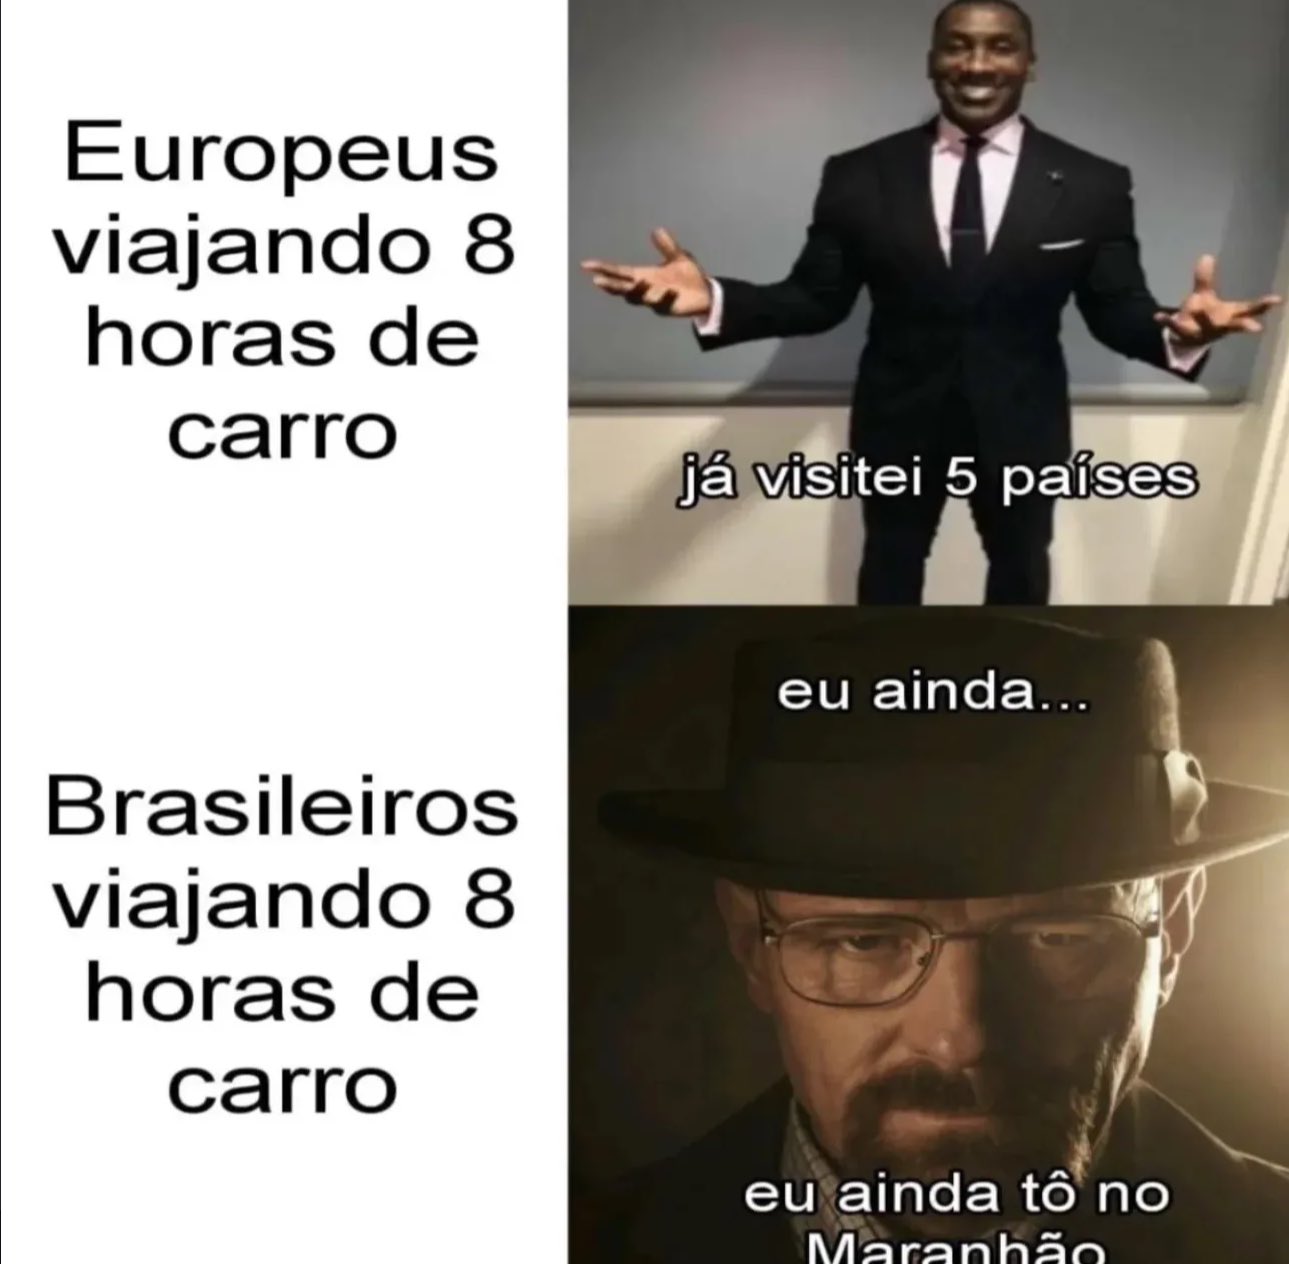 Europeus
viajando 8
horas de
carro
já visitei 5 países
eu ainda...
Brasileiros
viajando 8
horas de
carro
eu ainda tô no
Maranhão